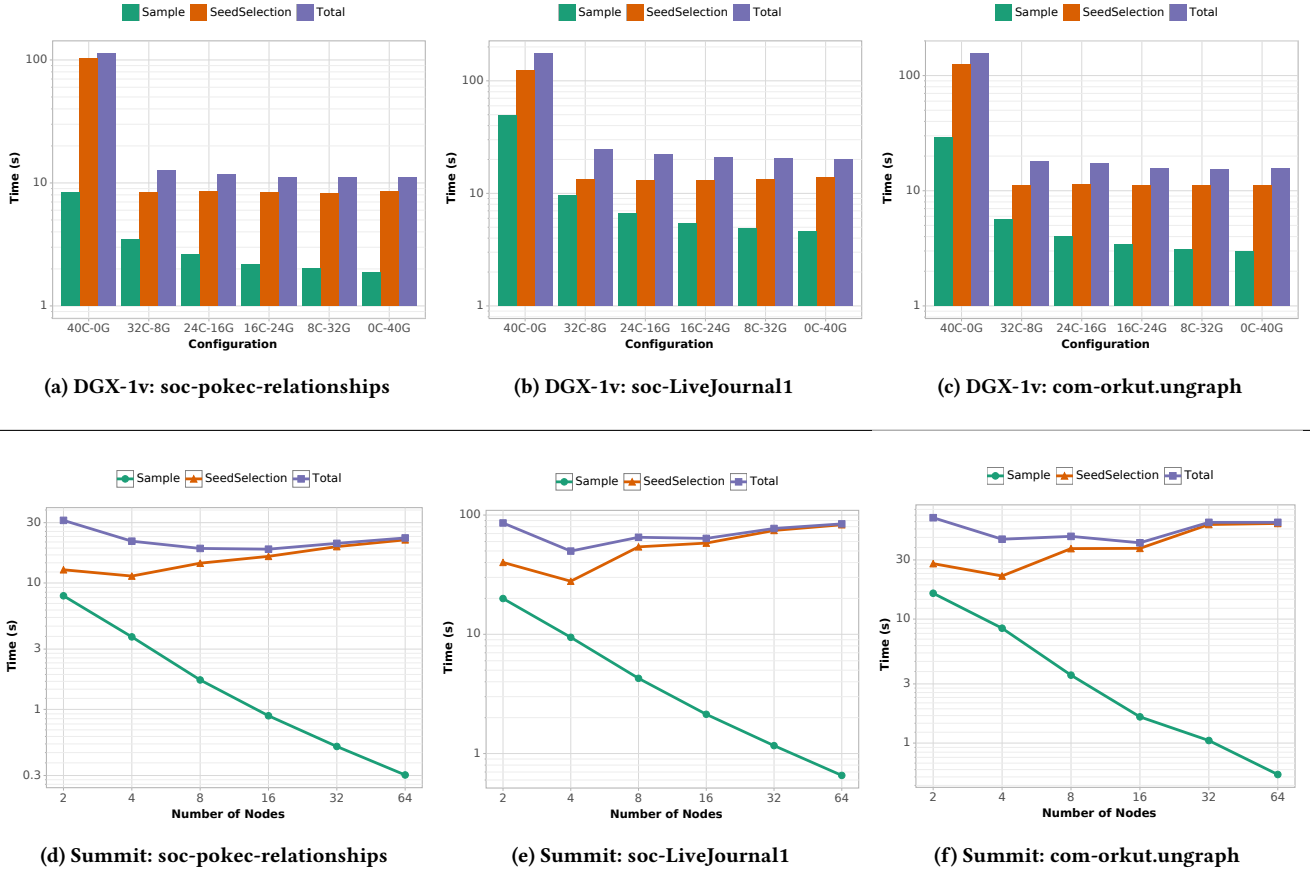 Sample SeedSelection Total
Time (s)
100
10
1
40C-0G 32C-8G 24C-16G 16C-24G 8C-32G 0C-40G
Configuration
(a) DGX-1v: soc-pokec-relationships
Sample SeedSelection Total
Time (s)
100
10
1
40C-0G 32C-8G 24C-16G 16C-24G 8C-32G 0C-40G
Configuration
(b) DGX-1v: soc-LiveJournal1
Sample SeedSelection Total
Time (s)
100
10
1
40C-0G 32C-8G 24C-16G 16C-24G 8C-32G 0C-40G
Configuration
(c) DGX-1v: com-orkut.ungraph
Sample SeedSelection Total
Time (s)
30
10
3
1
0.3
2 4 8 16 32 64
Number of Nodes
(d) Summit: soc-pokec-relationships
Sample SeedSelection Total
Time (s)
100
10
1
2 4 8 16 32 64
Number of Nodes
(e) Summit: soc-LiveJournal1
Sample SeedSelection Total
Time (s)
30
10
3
1
2 4 8 16 32 64
Number of Nodes
(f) Summit: com-orkut.ungraph